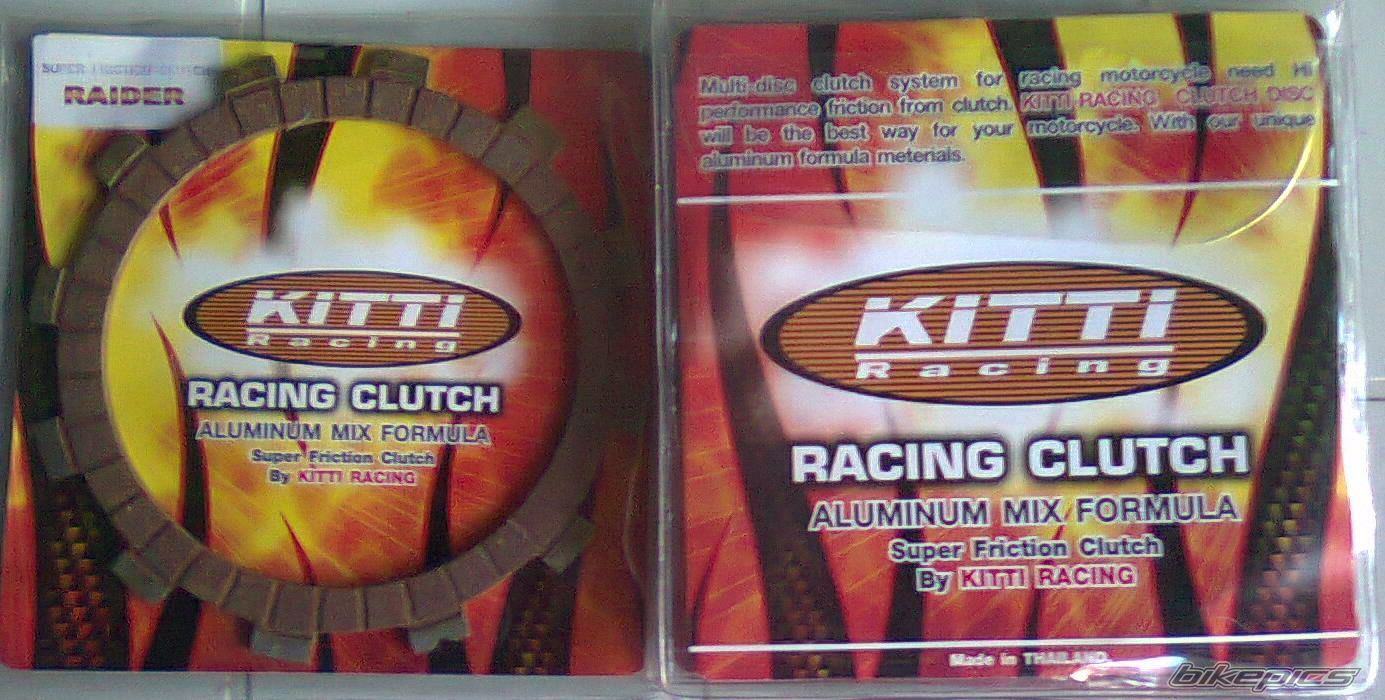 SUPER FRICTION CLUTCH
RAIDER
KiTTi
Racing
RACING CLUTCH
ALUMINUM MIX FORMULA
Super Friction Clutch
By KITTI RACING
Multi-disc clutch system for racing motorcycle need Hi
performance friction from clutch. KITTI RACING CLUTCH DISC
will be the best way for your motorcycle. With our unique
aluminum formula meterials.
KiTTi
Racing
RACING CLUTCH
ALUMINUM MIX FORMULA
Super Friction Clutch
By KITTI RACING
Made in THAILAND
bikepics